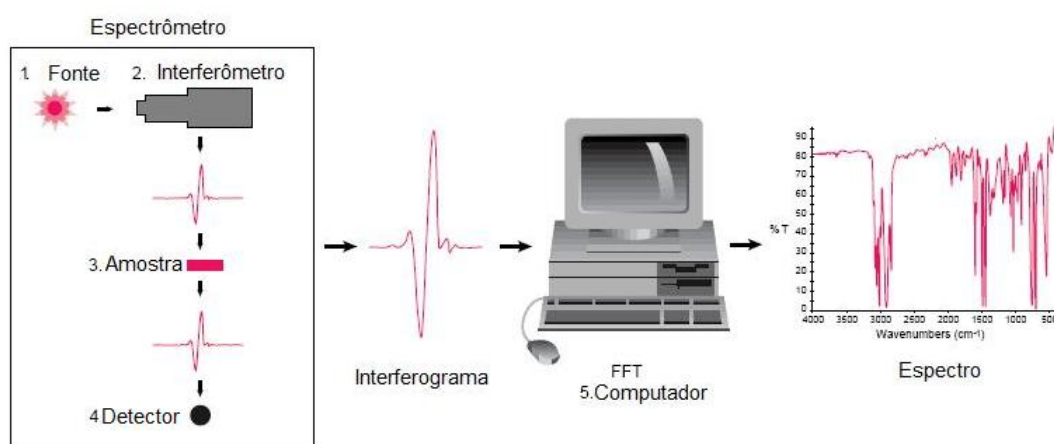 Espectrômetro
1. Fonte
2. Interferômetro
3. Amostra
4 Detector
Interferograma
FFT
5. Computador
%T
90
80
70
60
50
40
30
20
10
0
4000 3500 3000 2500 2000 1500 1000 500
Wavenumbers (cm-1)
Espectro